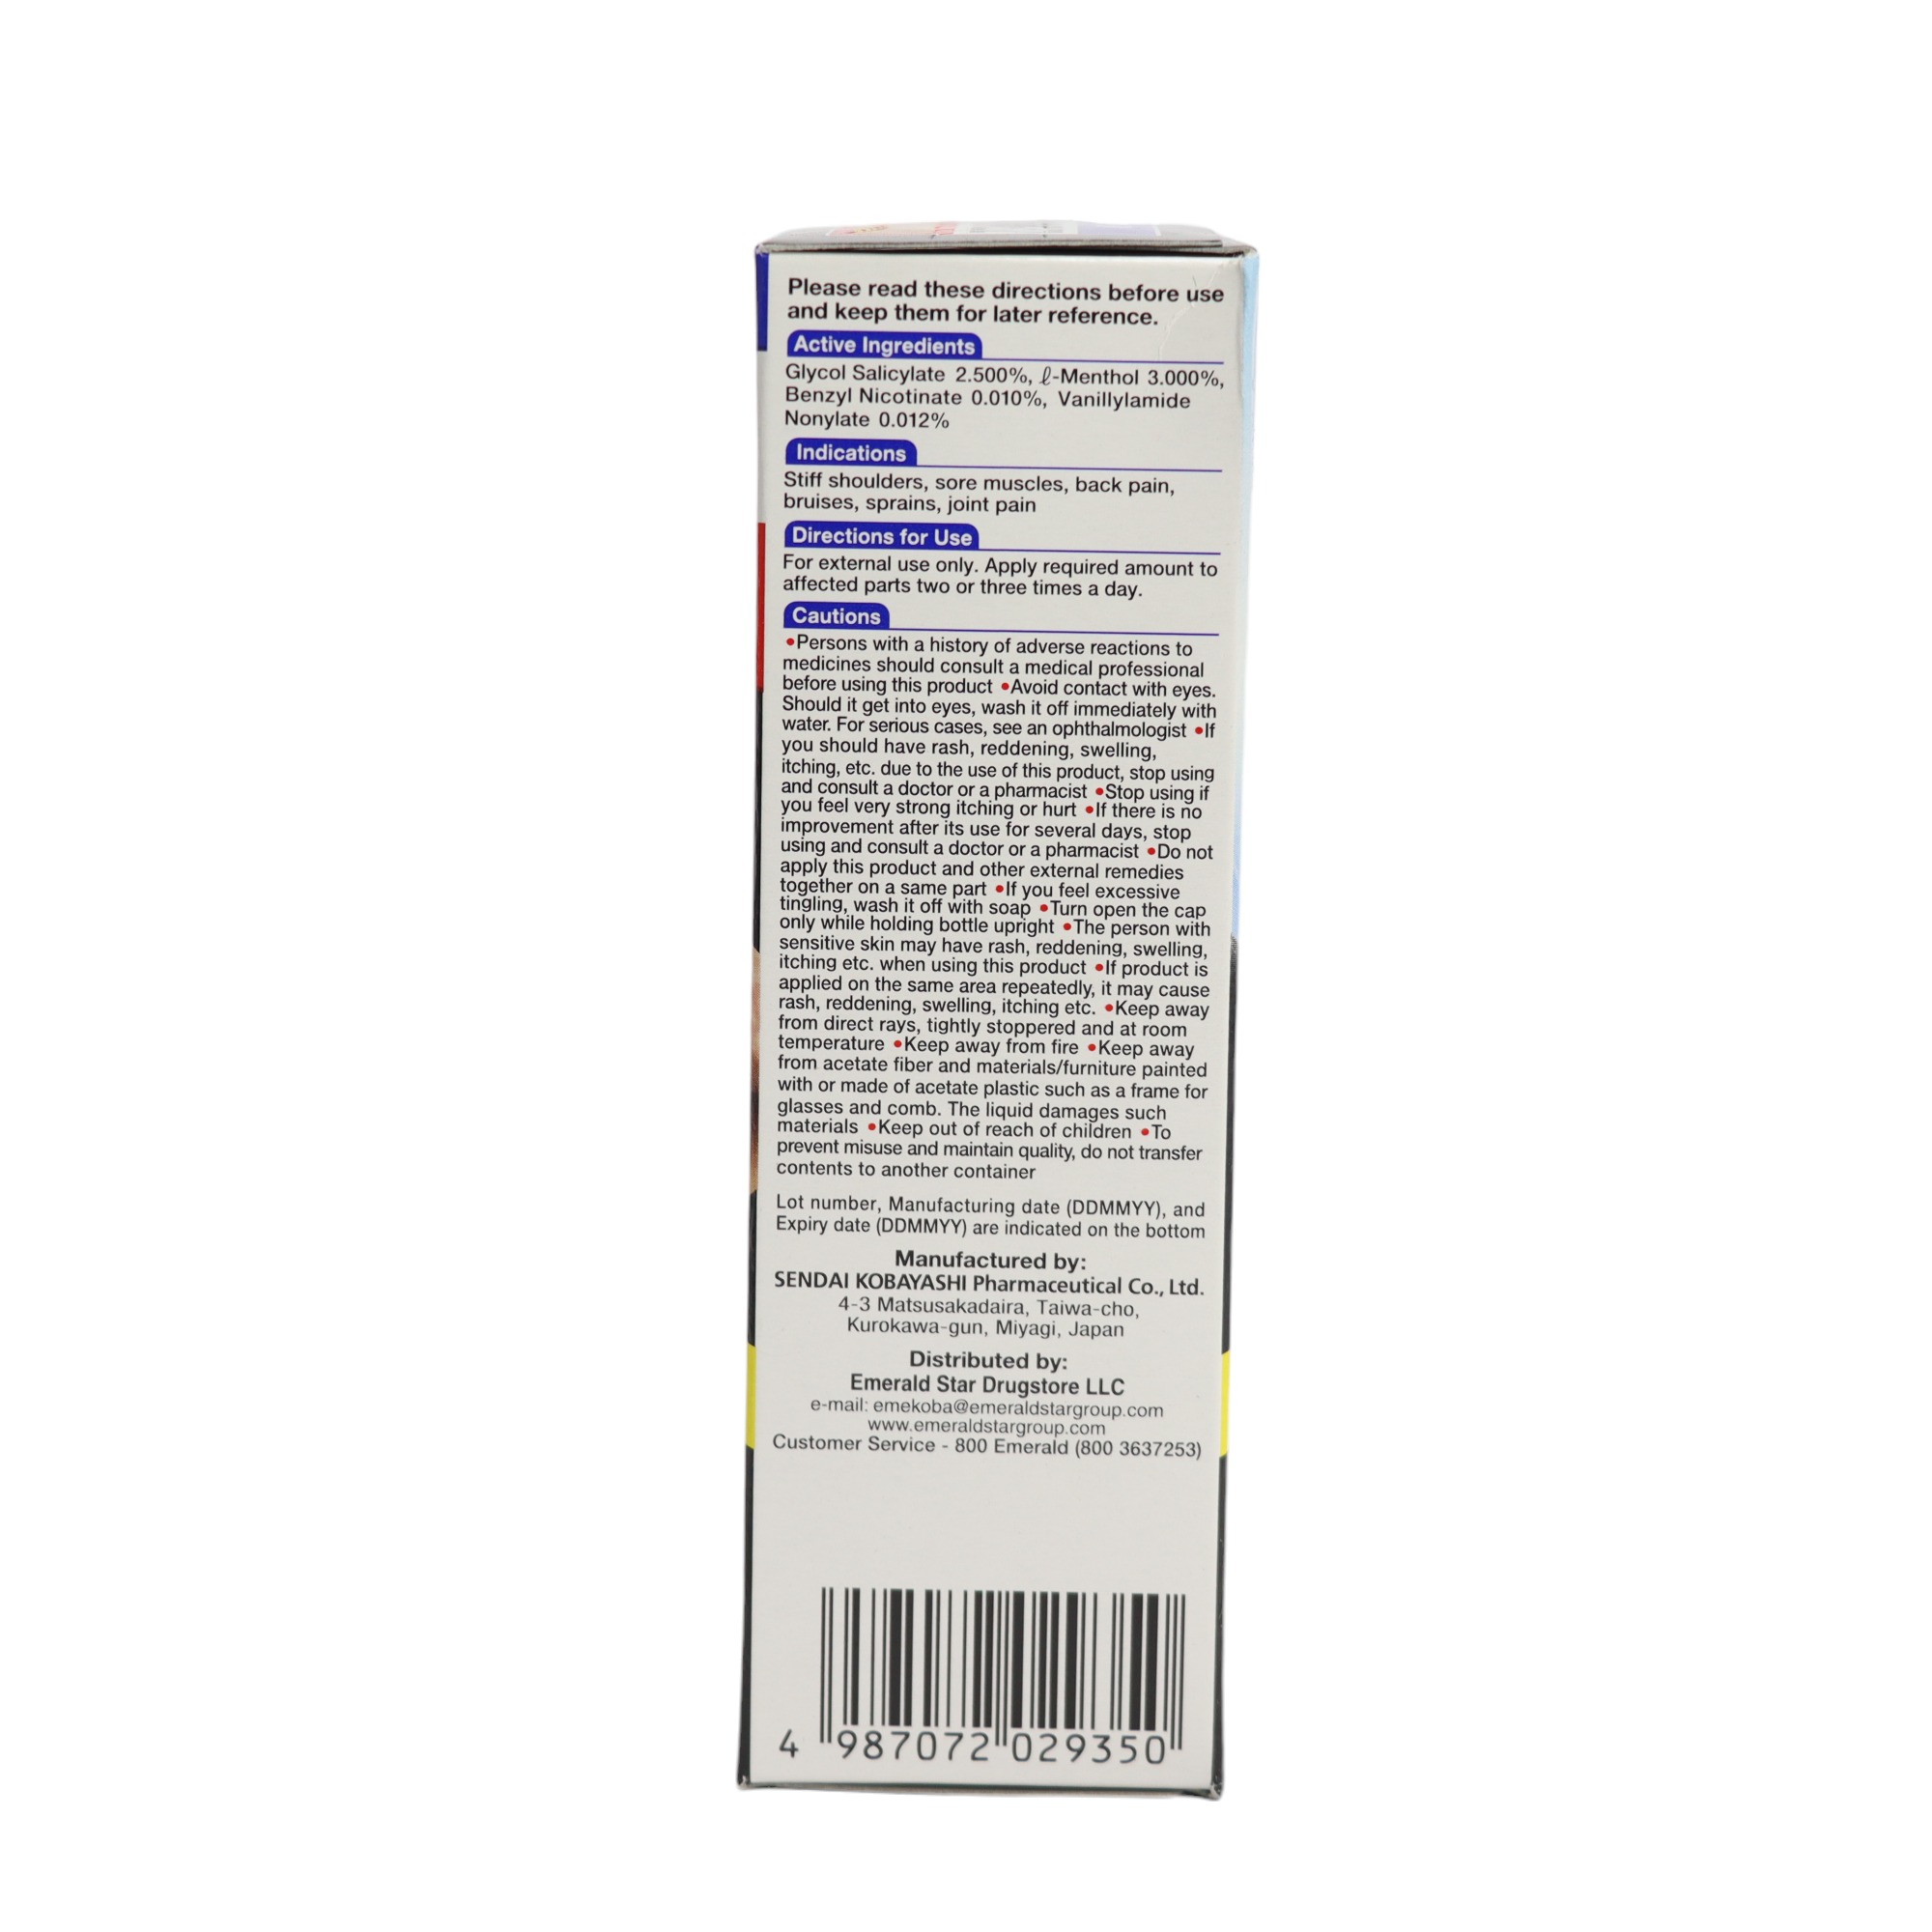 Please read these directions before use
and keep them for later reference.
Active Ingredients
Glycol Salicylate 2.500%, ℓ-Menthol 3.000%,
Benzyl Nicotinate 0.010%, Vanillylamide
Nonylate 0.012%
Indications
Stiff shoulders, sore muscles, back pain,
bruises, sprains, joint pain
Directions for Use
For external use only. Apply required amount to
affected parts two or three times a day.
Cautions
•Persons with a history of adverse reactions to
medicines should consult a medical professional
before using this product •Avoid contact with eyes.
Should it get into eyes, wash it off immediately with
water. For serious cases, see an ophthalmologist •If
you should have rash, reddening, swelling,
itching, etc. due to the use of this product, stop using
and consult a doctor or a pharmacist •Stop using if
you feel very strong itching or hurt •If there is no
improvement after its use for several days, stop
using and consult a doctor or a pharmacist •Do not
apply this product and other external remedies
together on a same part •If you feel excessive
tingling, wash it off with soap •Turn open the cap
only while holding bottle upright •The person with
sensitive skin may have rash, reddening, swelling,
itching etc. when using this product •If product is
applied on the same area repeatedly, it may cause
rash, reddening, swelling, itching etc. •Keep away
from direct rays, tightly stoppered and at room
temperature •Keep away from fire •Keep away
from acetate fiber and materials/furniture painted
with or made of acetate plastic such as a frame for
glasses and comb. The liquid damages such
materials •Keep out of reach of children •To
prevent misuse and maintain quality, do not transfer
contents to another container
Lot number, Manufacturing date (DDMMYY), and
Expiry date (DDMMYY) are indicated on the bottom
Manufactured by:
SENDAI KOBAYASHI Pharmaceutical Co., Ltd.
4-3 Matsusakadaira, Taiwa-cho,
Kurokawa-gun, Miyagi, Japan
Distributed by:
Emerald Star Drugstore LLC
e-mail: emekoba@emeraldstargroup.com
www.emeraldstargroup.com
Customer Service - 800 Emerald (800 3637253)
4 987072 029350